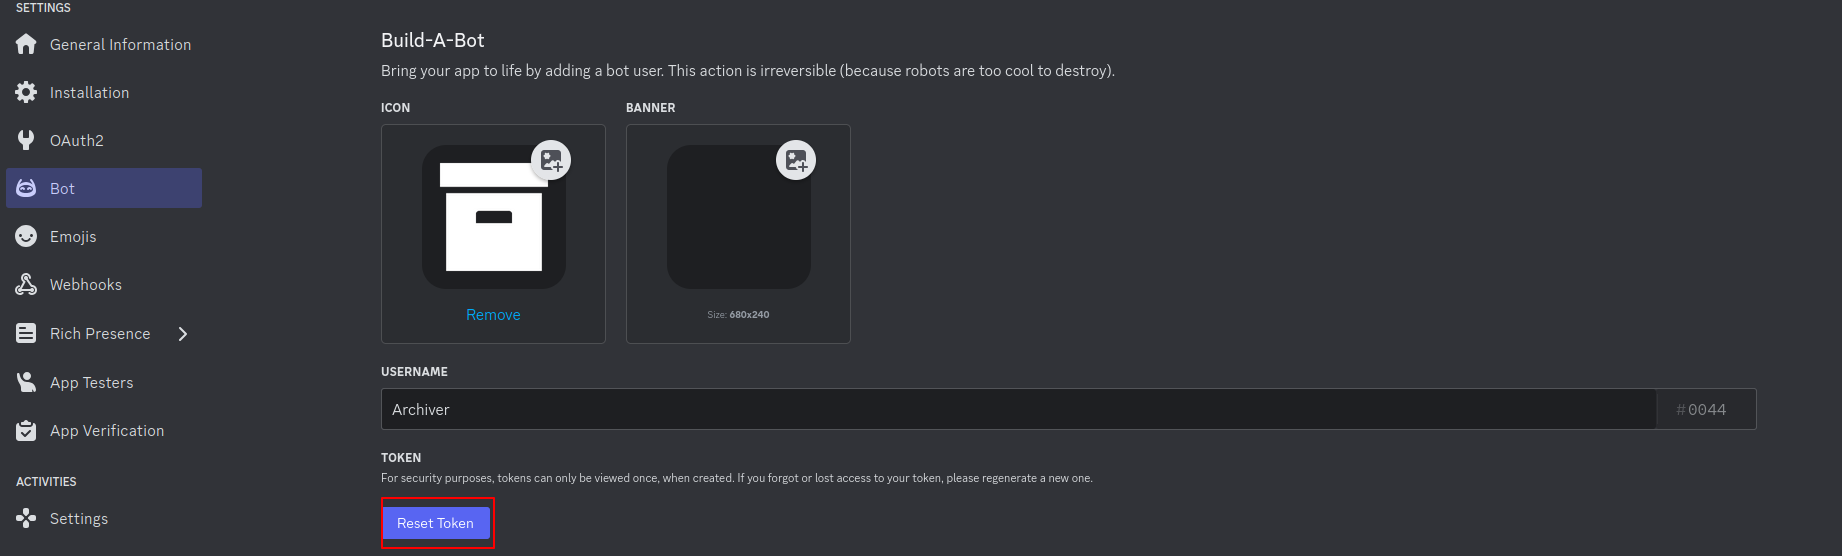 SETTINGS
General Information
Installation
OAuth2
Bot
Emojis
Webhooks
Rich Presence
App Testers
App Verification
ACTIVITIES
Settings
Build-A-Bot
Bring your app to life by adding a bot user. This action is irreversible (because robots are too cool to destroy).
ICON
BANNER
Remove
Size: 680x240
USERNAME
Archiver #0044
TOKEN
For security purposes, tokens can only be viewed once, when created. If you forgot or lost access to your token, please regenerate a new one.
Reset Token